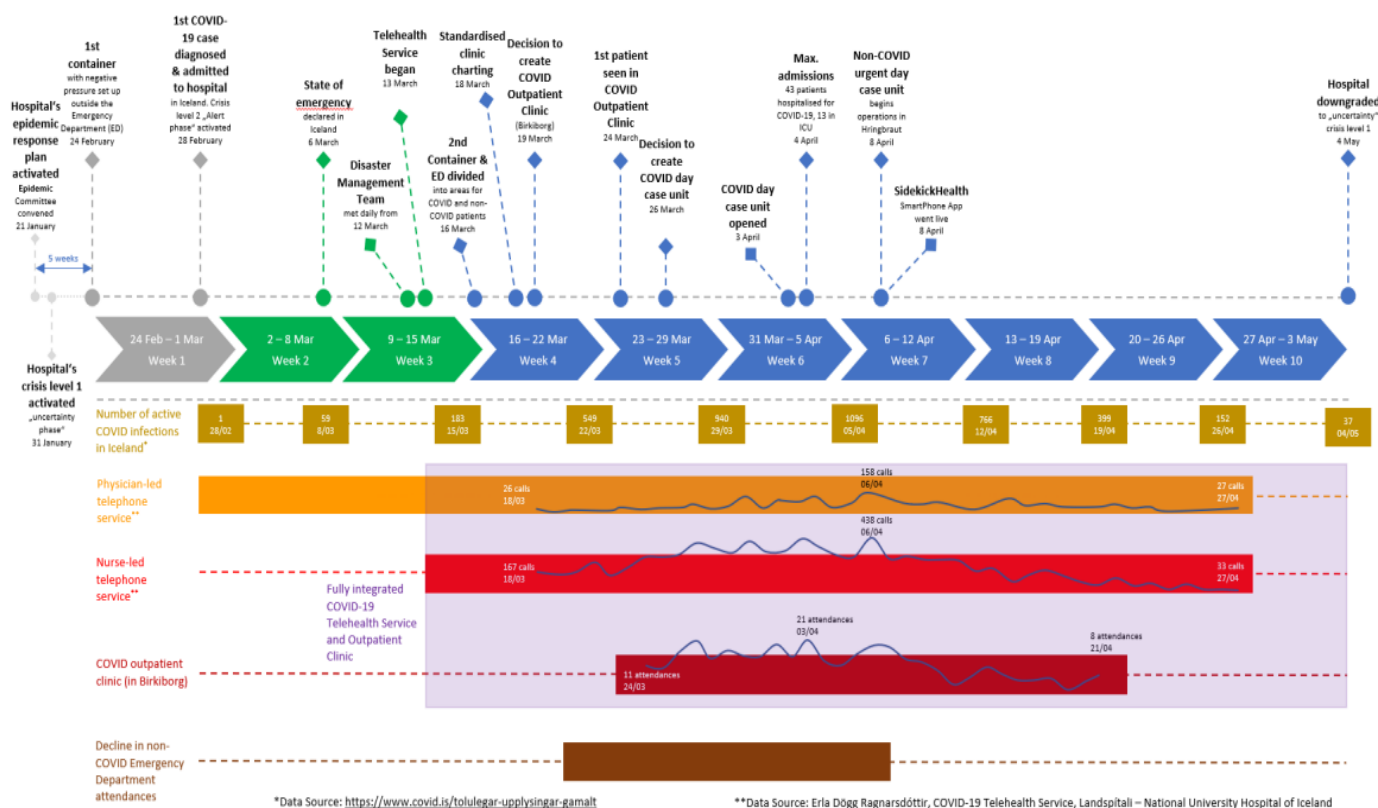 Hospital's
epidemic
response
plan
activated
Epidemic
Committee
convened
21 January
5 weeks
1st
container
with negative
pressure set up
outside the
Emergency
Department (ED)
24 February
1st COVID-
19 case
diagnosed
& admitted
to hospital
in Iceland. Crisis
level 2 „Alert
phase" activated
28 February
State of
emergency
declared in
Iceland
6 March
Disaster
Management
Team
met daily from
12 March
Telehealth
Service
began
13 March
2nd
Container &
ED divided
into areas for
COVID and non-
COVID patients
16 March
Standardised
clinic
charting
18 March
Decision to
create
COVID
Outpatient
Clinic
(Birkiborg)
19 March
1st patient
seen in
COVID
Outpatient
Clinic
24 March
Decision to
create
COVID day
case unit
26 March
COVID day
case unit
opened
3 April
Max.
admissions
43 patients
hospitalised for
COVID-19, 13 in
ICU
4 April
Non-COVID
urgent day
case unit
begins
operations in
Hringbraut
8 April
SidekickHealth
SmartPhone App
went live
8 April
Hospital
downgraded
to „uncertainty"
crisis level 1
4 May
24 Feb – 1 Mar
Week 1
2 – 8 Mar
Week 2
9 – 15 Mar
Week 3
16 – 22 Mar
Week 4
23 – 29 Mar
Week 5
31 Mar – 5 Apr
Week 6
6 – 12 Apr
Week 7
13 – 19 Apr
Week 8
20 – 26 Apr
Week 9
27 Apr – 3 May
Week 10
Hospital's
crisis level 1
activated
„uncertainty
phase"
31 January
Number of active
COVID infections
in Iceland*
1
28/02
59
8/03
183
15/03
549
22/03
940
29/03
1096
05/04
766
12/04
399
19/04
152
26/04
37
04/05
Physician-led
telephone
service**
26 calls
18/03
158 calls
06/04
27 calls
27/04
Nurse-led
telephone
service**
167 calls
18/03
438 calls
06/04
33 calls
27/04
Fully integrated
COVID-19
Telehealth Service
and Outpatient
Clinic
COVID outpatient
clinic (in Birkiborg)
11 attendances
24/03
21 attendances
03/04
8 attendances
21/04
Decline in non-
COVID Emergency
Department
attendances
*Data Source: https://www.covid.is/tolulegar-upplysingar-gamalt
**Data Source: Erla Dögg Ragnarsdóttir, COVID-19 Telehealth Service, Landspítali – National University Hospital of Iceland